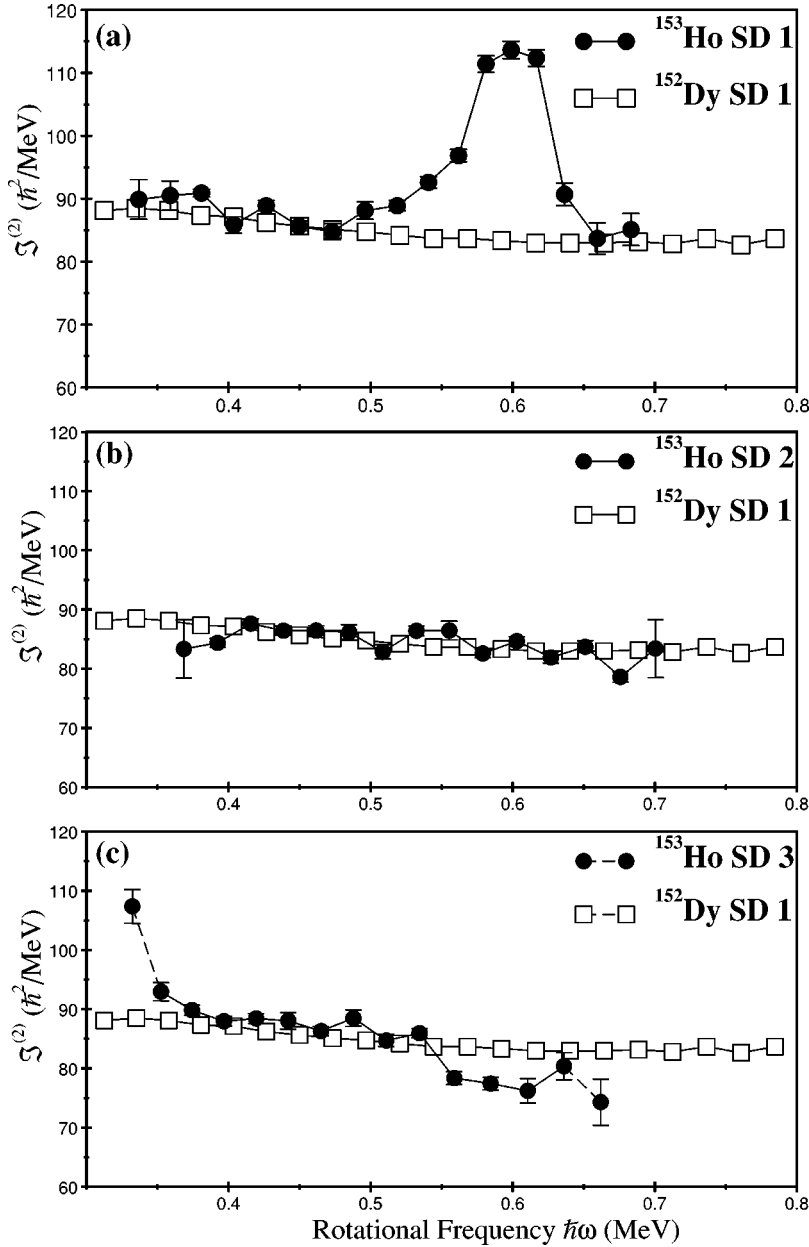 (a)
¹⁵³Ho SD 1
¹⁵²Dy SD 1
ℑ⁽²⁾ (ℏ²/MeV)
120
110
100
90
80
70
60
0.4
0.5
0.6
0.7
0.8
(b)
¹⁵³Ho SD 2
¹⁵²Dy SD 1
ℑ⁽²⁾ (ℏ²/MeV)
120
110
100
90
80
70
60
0.4
0.5
0.6
0.7
0.8
(c)
¹⁵³Ho SD 3
¹⁵²Dy SD 1
ℑ⁽²⁾ (ℏ²/MeV)
120
110
100
90
80
70
60
0.4
0.5
0.6
0.7
0.8
Rotational Frequency ℏω (MeV)